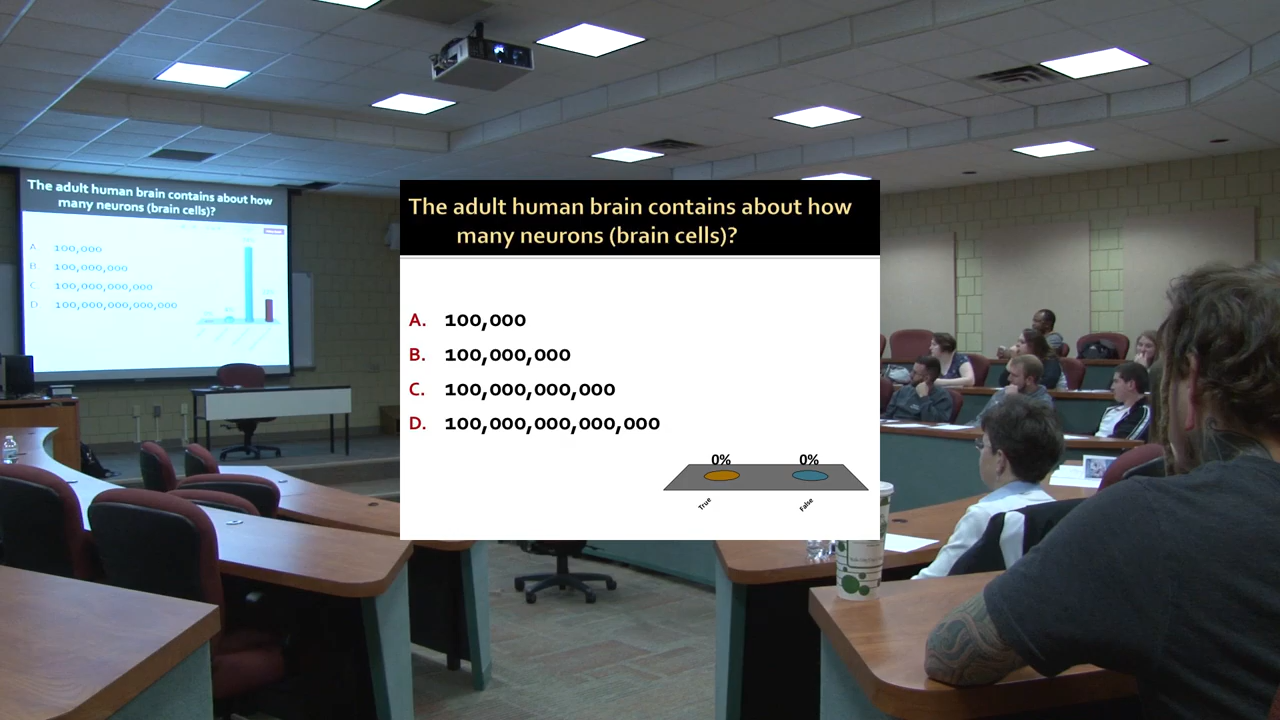 The adult human brain contains about how
many neurons (brain cells)?
A 100,000
B 100,000,000
C 100,000,000,000
D 100,000,000,000,000
The adult human brain contains about how
many neurons (brain cells)?
A. 100,000
B. 100,000,000
C. 100,000,000,000
D. 100,000,000,000,000
0% 0%
True False